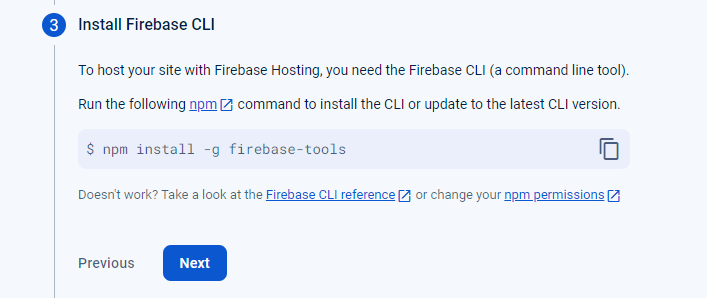 3 Install Firebase CLI
To host your site with Firebase Hosting, you need the Firebase CLI (a command line tool).
Run the following npm command to install the CLI or update to the latest CLI version.
$ npm install -g firebase-tools
Doesn't work? Take a look at the Firebase CLI reference or change your npm permissions
Previous Next